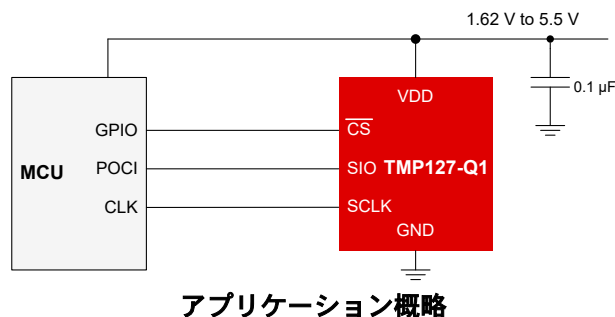 1.62 V to 5.5 V
0.1 µF
VDD
GPIO
CS
POCI
MCU
SIO
TMP127-Q1
CLK
SCLK
GND
アプリケーション概略